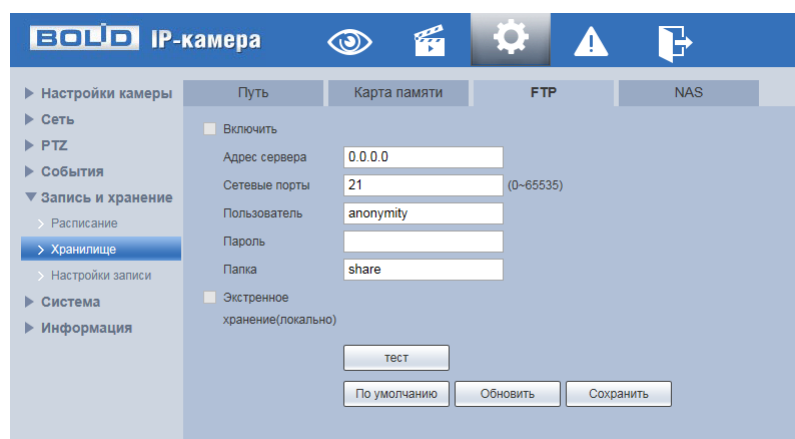 BOLID IP-камера
Путь Карта памяти FTP NAS
Настройки камеры
Сеть
PTZ
События
Запись и хранение
Расписание
Хранилище
Настройки записи
Система
Информация
Включить
Адрес сервера 0.0.0.0
Сетевые порты 21 (0~65535)
Пользователь anonymity
Пароль
Папка share
Экстренное
хранение(локально)
тест
По умолчанию Обновить Сохранить